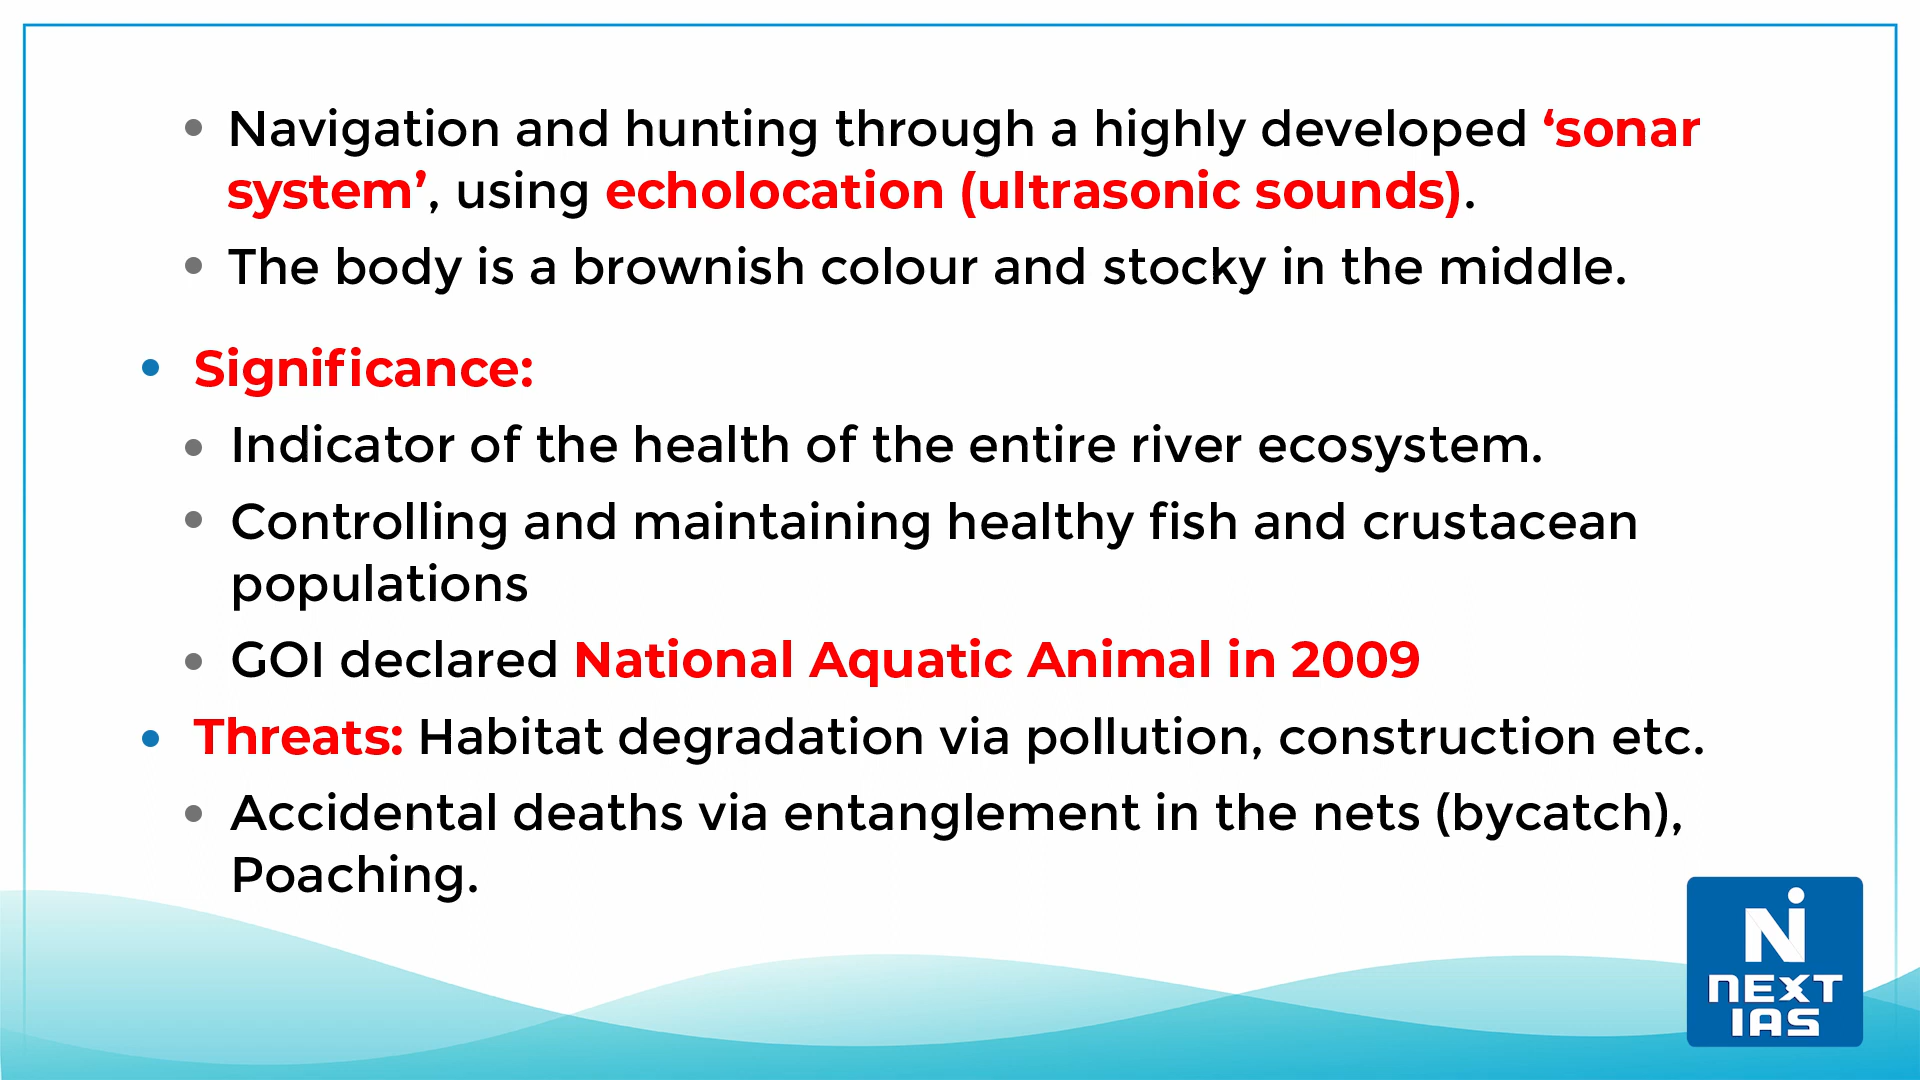 Navigation and hunting through a highly developed ‘sonar
system’, using echolocation (ultrasonic sounds).
The body is a brownish colour and stocky in the middle.
Significance:
Indicator of the health of the entire river ecosystem.
Controlling and maintaining healthy fish and crustacean
populations
GOI declared National Aquatic Animal in 2009
Threats: Habitat degradation via pollution, construction etc.
Accidental deaths via entanglement in the nets (bycatch),
Poaching.
N
NEXT
IAS